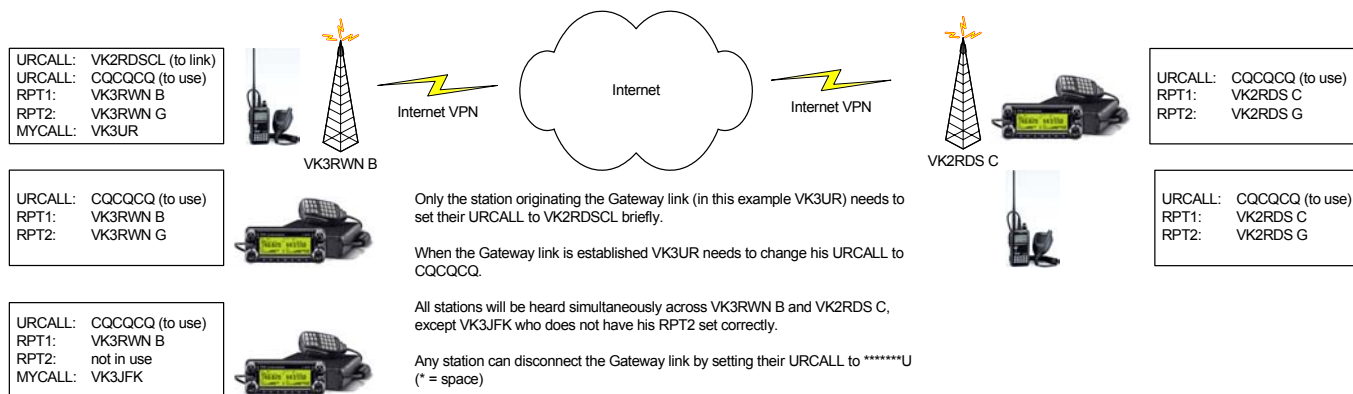 URCALL: VK2RDSCL (to link)
URCALL: CQCQCQ (to use)
RPT1: VK3RWN B
RPT2: VK3RWN G
MYCALL: VK3UR
VK3RWN B
Internet VPN
Internet
Internet VPN
VK2RDS C
URCALL: CQCQCQ (to use)
RPT1: VK2RDS C
RPT2: VK2RDS G
URCALL: CQCQCQ (to use)
RPT1: VK3RWN B
RPT2: VK3RWN G
Only the station originating the Gateway link (in this example VK3UR) needs to
set their URCALL to VK2RDSCL briefly.
When the Gateway link is established VK3UR needs to change his URCALL to
CQCQCQ.
All stations will be heard simultaneously across VK3RWN B and VK2RDS C,
except VK3JFK who does not have his RPT2 set correctly.
Any station can disconnect the Gateway link by setting their URCALL to *******U
(* = space)
URCALL: CQCQCQ (to use)
RPT1: VK2RDS C
RPT2: VK2RDS G
URCALL: CQCQCQ (to use)
RPT1: VK3RWN B
RPT2: not in use
MYCALL: VK3JFK